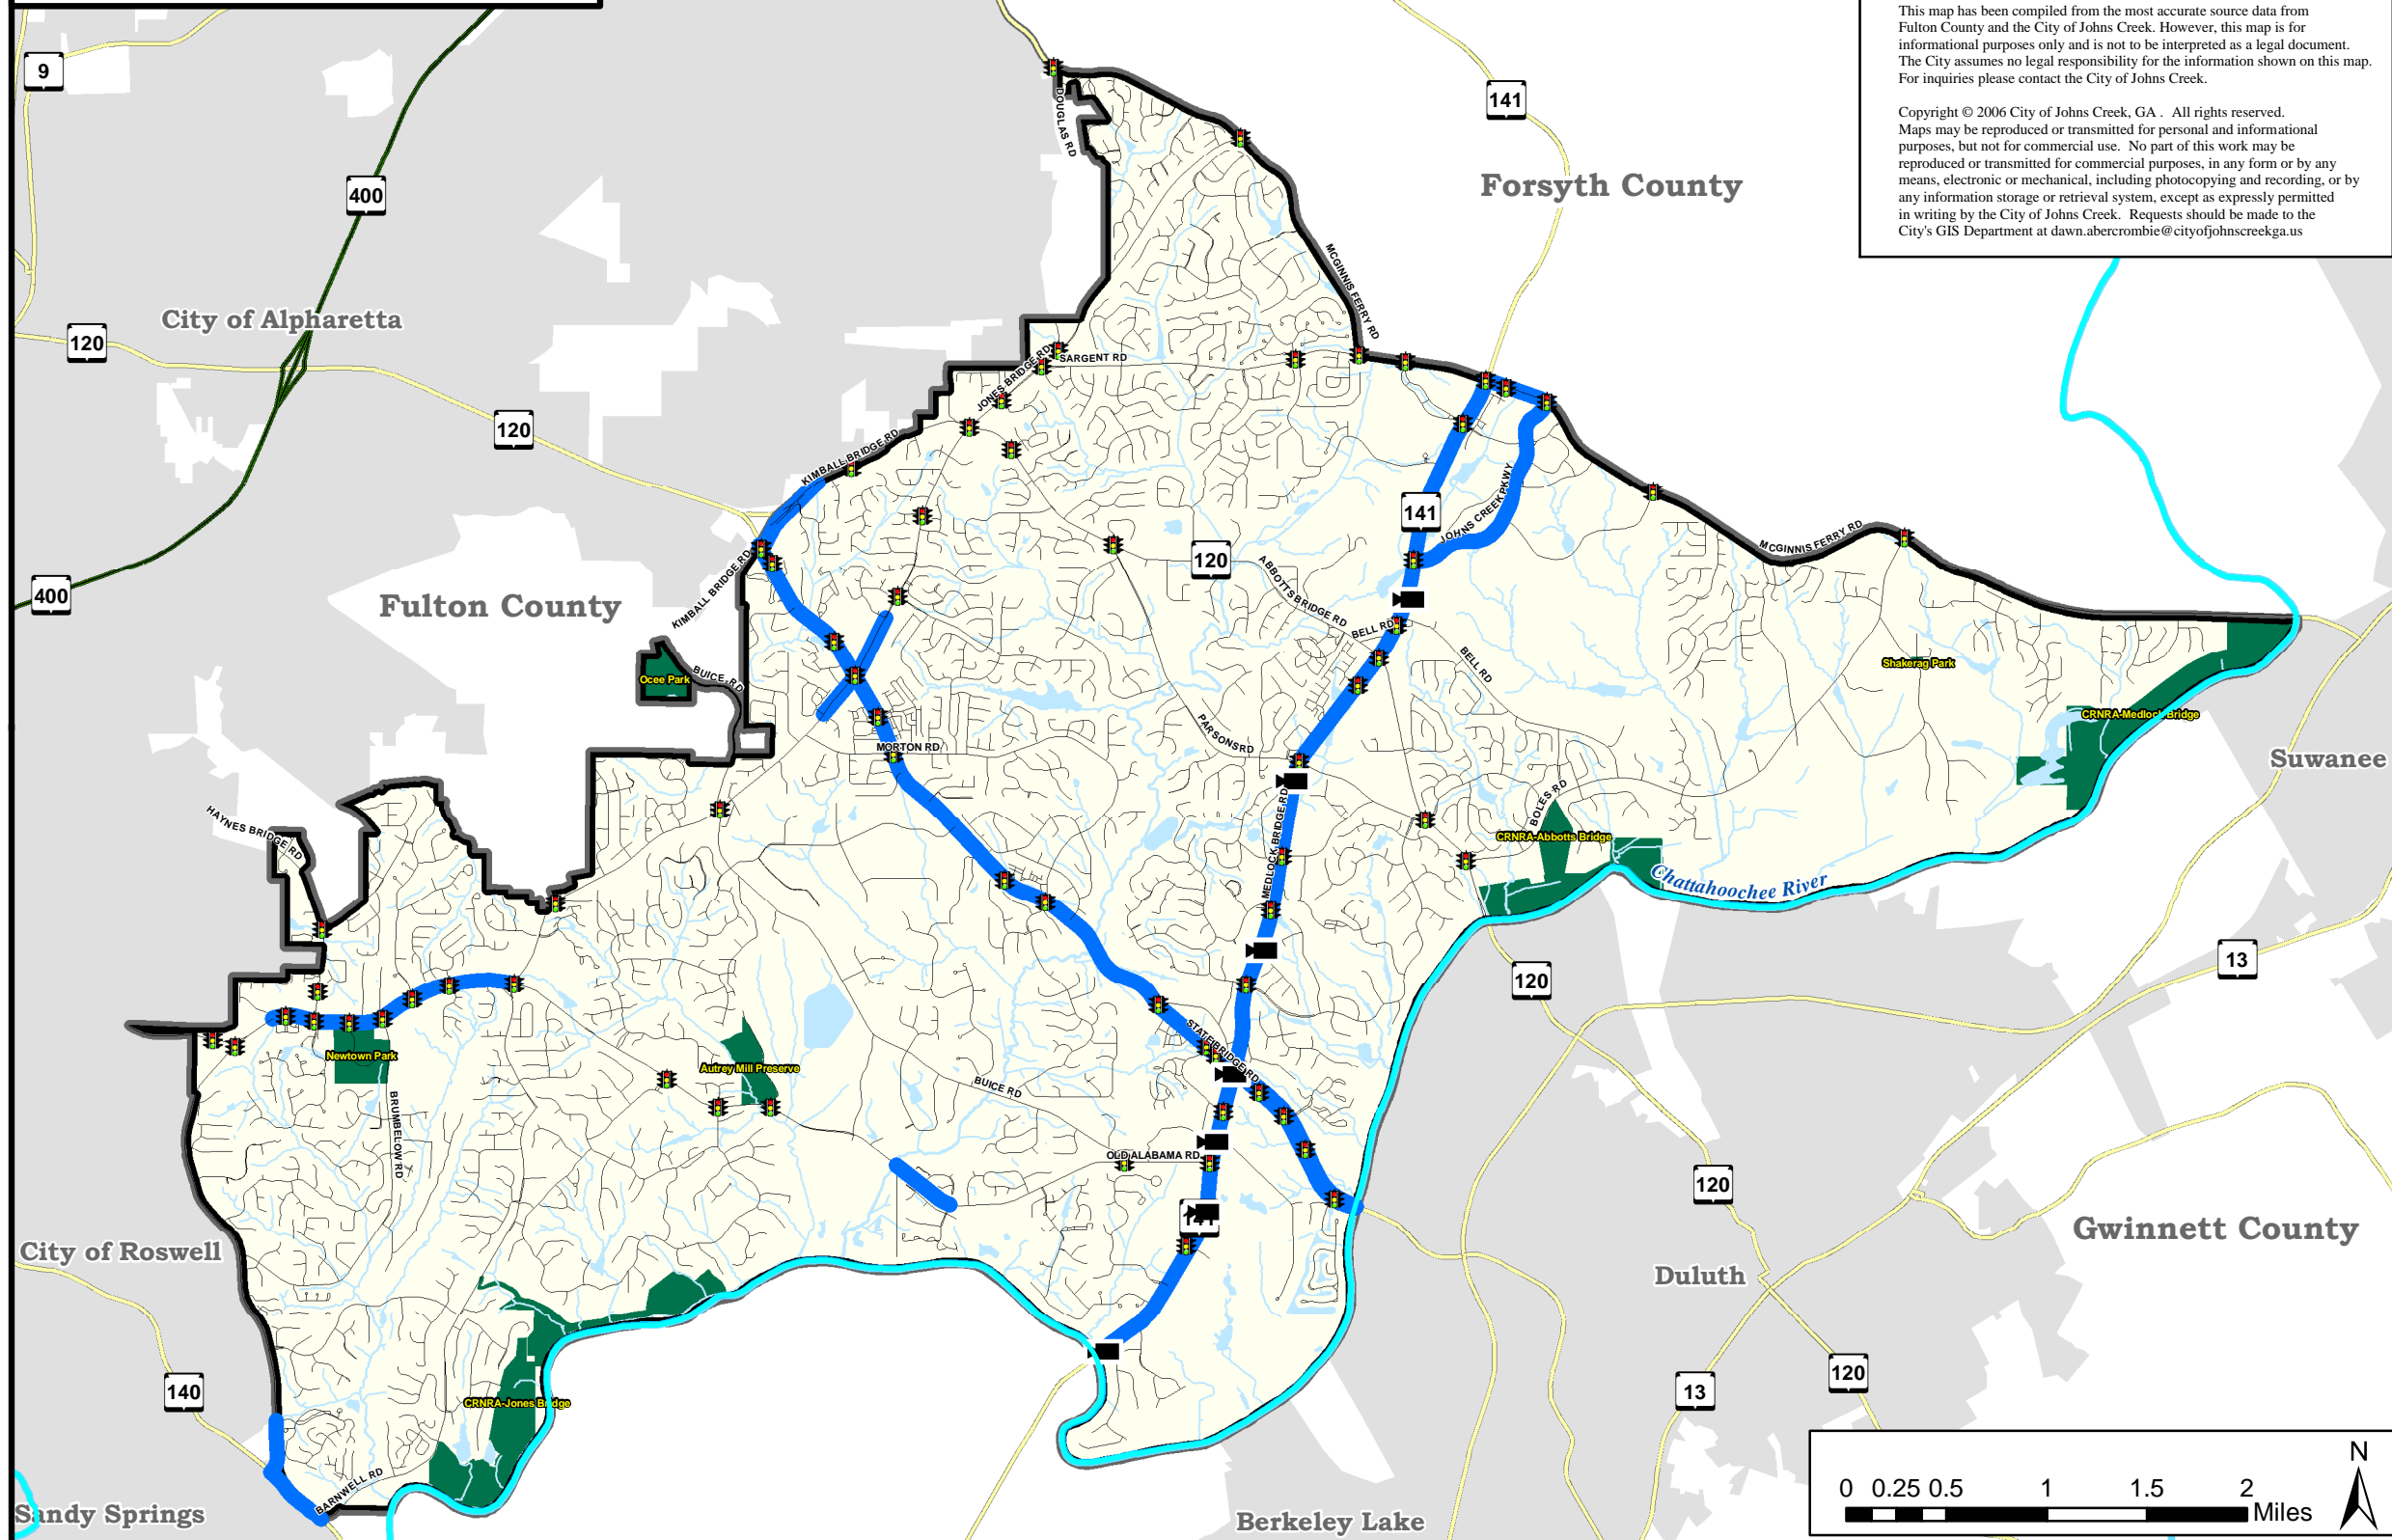 This map has been compiled from the most accurate source data from
Fulton County and the City of Johns Creek. However, this map is for
informational purposes only and is not to be interpreted as a legal document.
The City assumes no legal responsibility for the information shown on this map.
For inquiries please contact the City of Johns Creek.
Copyright © 2006 City of Johns Creek, GA . All rights reserved.
Maps may be reproduced or transmitted for personal and informational
purposes, but not for commercial use. No part of this work may be
reproduced or transmitted for commercial purposes, in any form or by any
means, electronic or mechanical, including photocopying and recording, or by
any information storage or retrieval system, except as expressly permitted
in writing by the City of Johns Creek. Requests should be made to the
City's GIS Department at dawn.abercrombie@cityofjohnscreekga.us
9
141
DOUGLAS RD
400
Forsyth County
MCGINNIS FERRY RD
City of Alpharetta
120
JONES BRIDGE RD
SARGENT RD
120
KIMBALL BRIDGE RD
141
JOHNS CREEK PKWY
MCGINNIS FERRY RD
120
ABBOTTS BRIDGE RD
400
Fulton County
KIMBALL BRIDGE RD
BELL RD
BELL RD
Shakerag Park
Ocee Park
BUICE RD
CRNRA-Medlock Bridge
PARSONS RD
MORTON RD
Suwanee
HAYNES BRIDGE RD
MEDLOCK BRIDGE RD
BOLES RD
CRNRA-Abbotts Bridge
Chattahoochee River
13
120
STATE BRIDGE RD
Newtown Park
Autrey Mill Preserve
BUICE RD
BRUMBELOW RD
OLD ALABAMA RD
120
141
Gwinnett County
City of Roswell
Duluth
140
13
120
CRNRA-Jones Bridge
BARNWELL RD
Sandy Springs
Berkeley Lake
N
0 0.25 0.5 1 1.5 2
Miles